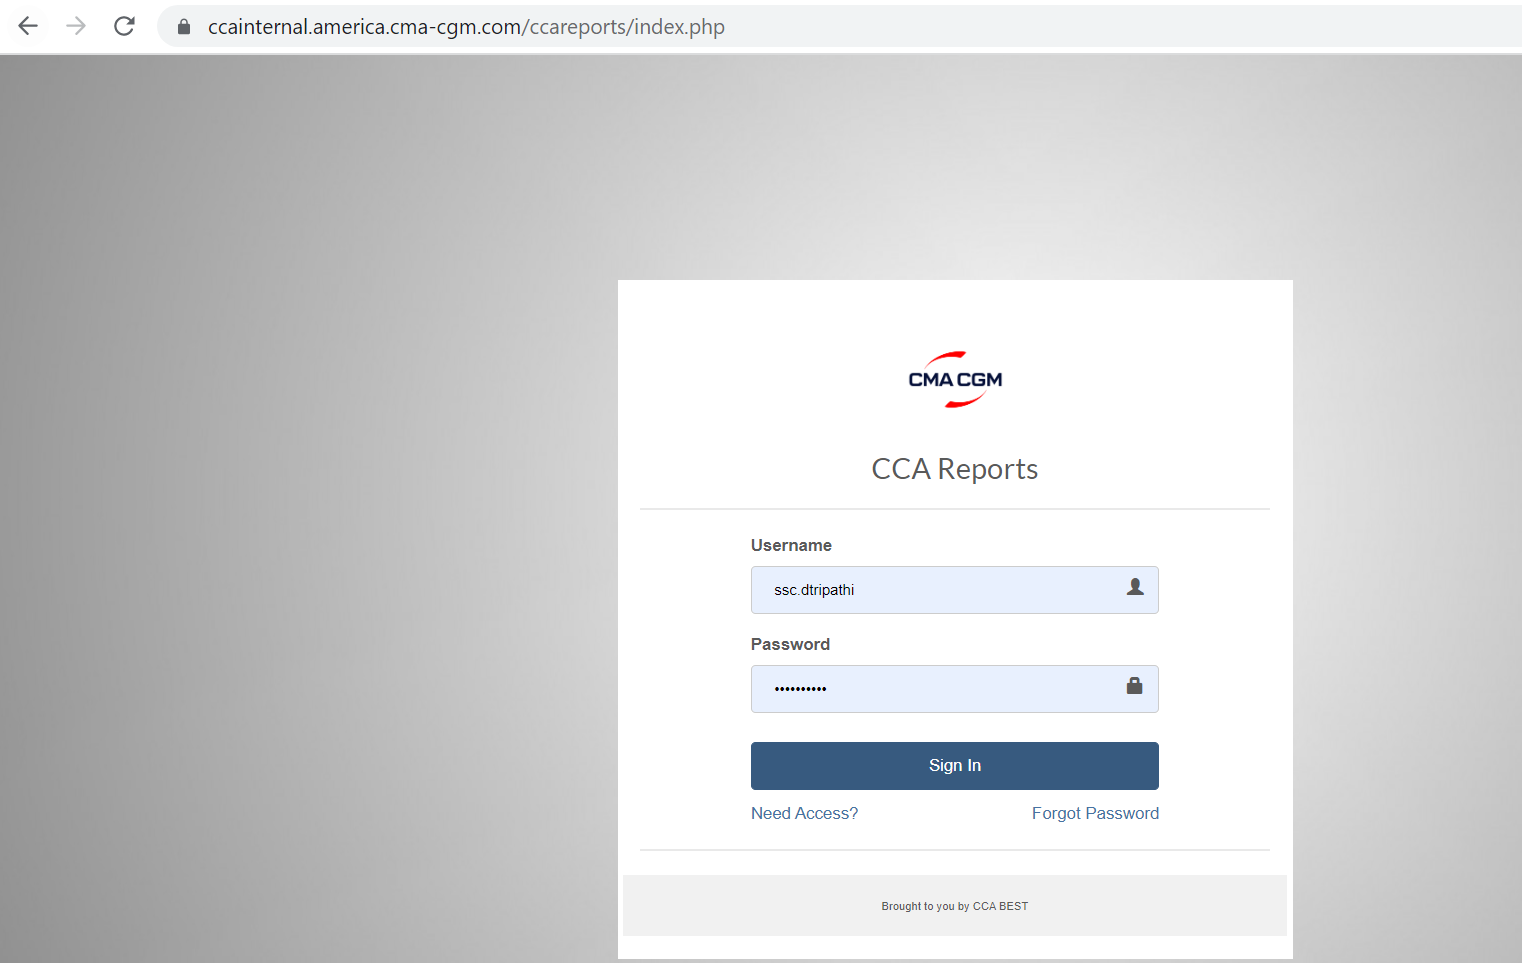 ccainternal.america.cma-cgm.com/ccareports/index.php
CMA CGM
CCA Reports
Username
ssc.dtripathi
Password
••••••••••
Sign In
Need Access? Forgot Password
Brought to you by CCA BEST